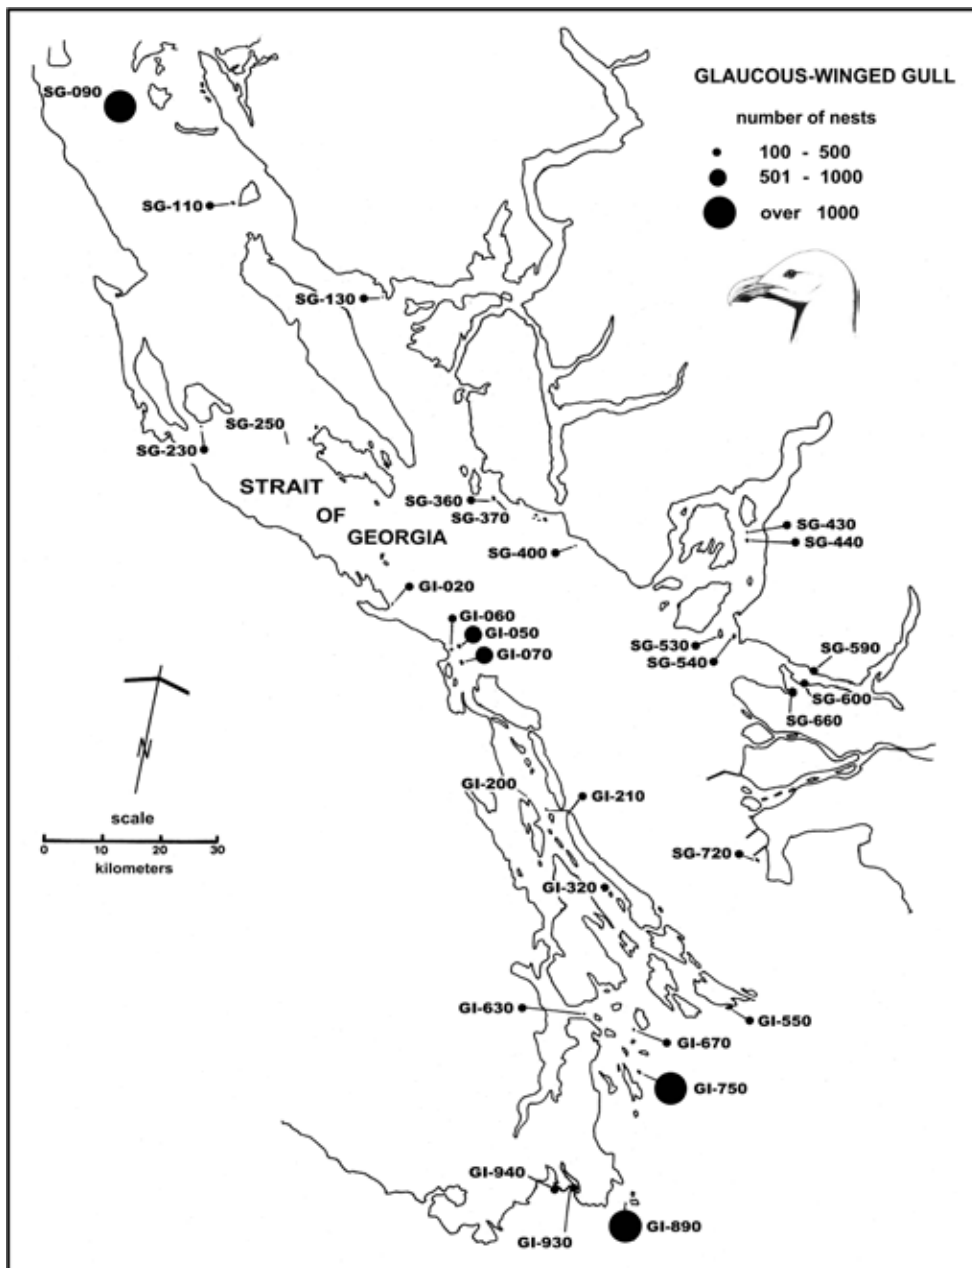 GLAUCOUS-WINGED GULL
number of nests
100 - 500
501 - 1000
over 1000
SG-090
SG-110
SG-130
SG-250
SG-230
STRAIT
OF
GEORGIA
SG-360
SG-370
SG-400
SG-430
SG-440
GI-020
GI-060
GI-050
GI-070
SG-530
SG-540
SG-590
SG-600
SG-660
N
scale
0 10 20 30
kilometers
GI-200
GI-210
SG-720
GI-320
GI-630
GI-550
GI-670
GI-750
GI-940
GI-930
GI-890